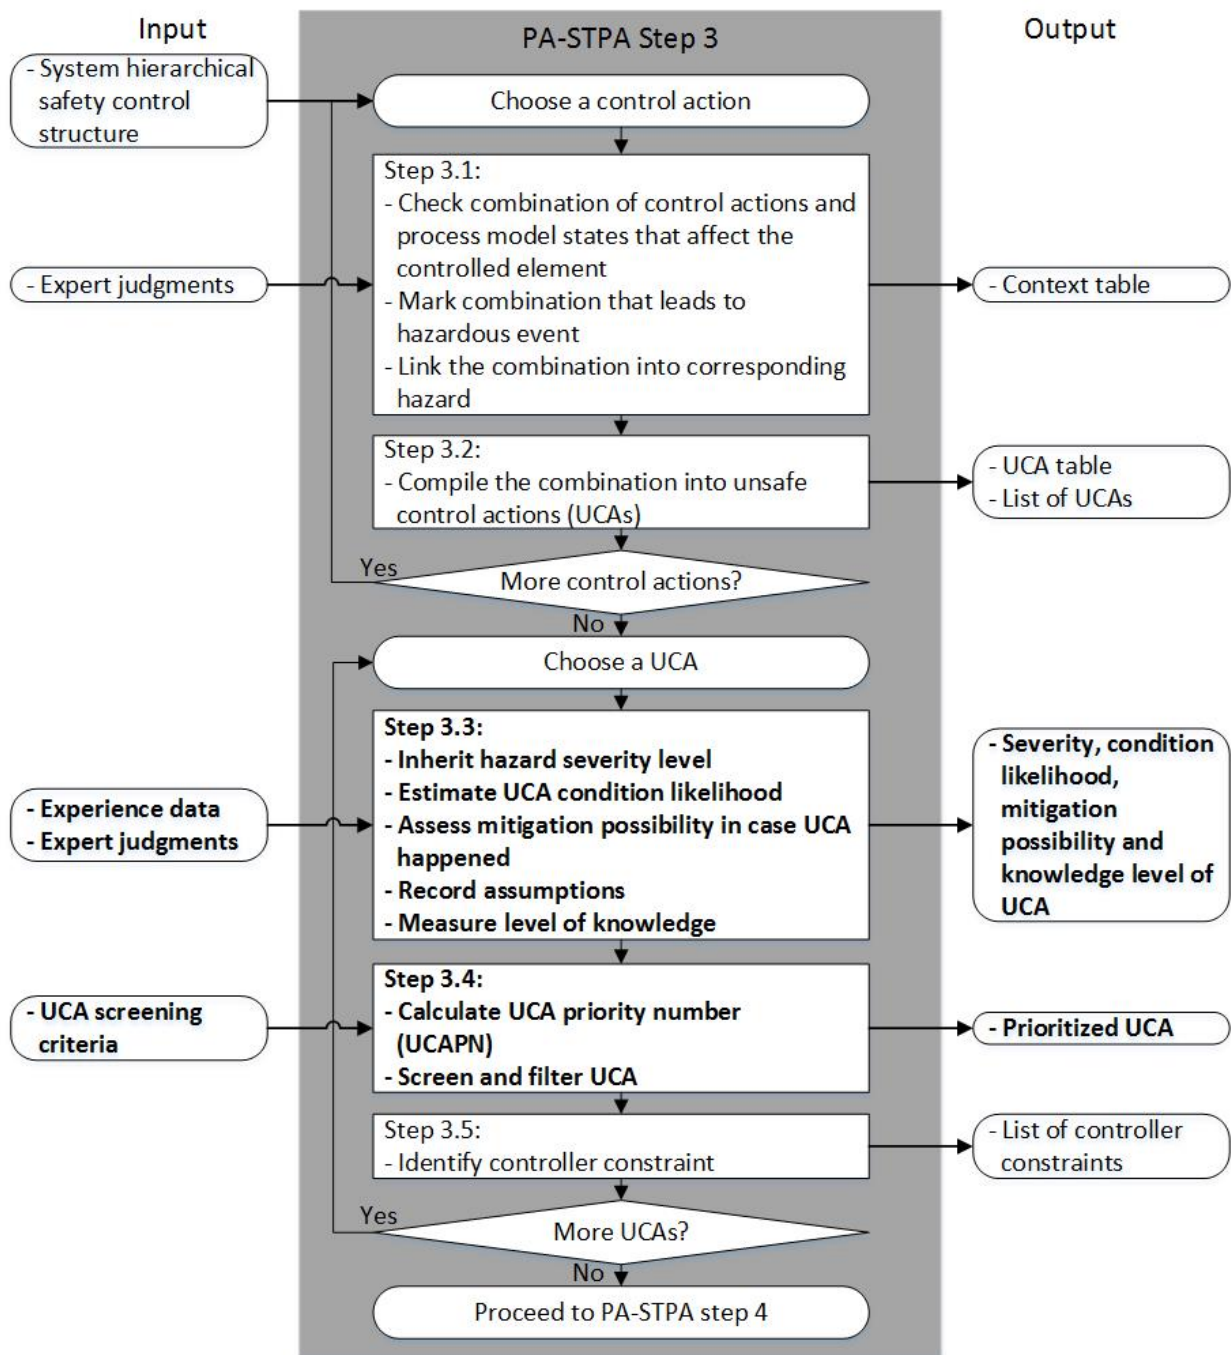 Input
PA-STPA Step 3
Output
- System hierarchical
safety control
structure
Choose a control action
Step 3.1:
- Check combination of control actions and
process model states that affect the
controlled element
- Mark combination that leads to
hazardous event
- Link the combination into corresponding
hazard
- Expert judgments
- Context table
Step 3.2:
- Compile the combination into unsafe
control actions (UCAs)
- UCA table
- List of UCAs
Yes
More control actions?
No
Choose a UCA
Step 3.3:
- Inherit hazard severity level
- Estimate UCA condition likelihood
- Assess mitigation possibility in case UCA
happened
- Record assumptions
- Measure level of knowledge
- Experience data
- Expert judgments
- Severity, condition
likelihood,
mitigation
possibility and
knowledge level of
UCA
Step 3.4:
- Calculate UCA priority number
(UCAPN)
- Screen and filter UCA
- UCA screening
criteria
- Prioritized UCA
Step 3.5:
- Identify controller constraint
- List of controller
constraints
Yes
More UCAs?
No
Proceed to PA-STPA step 4